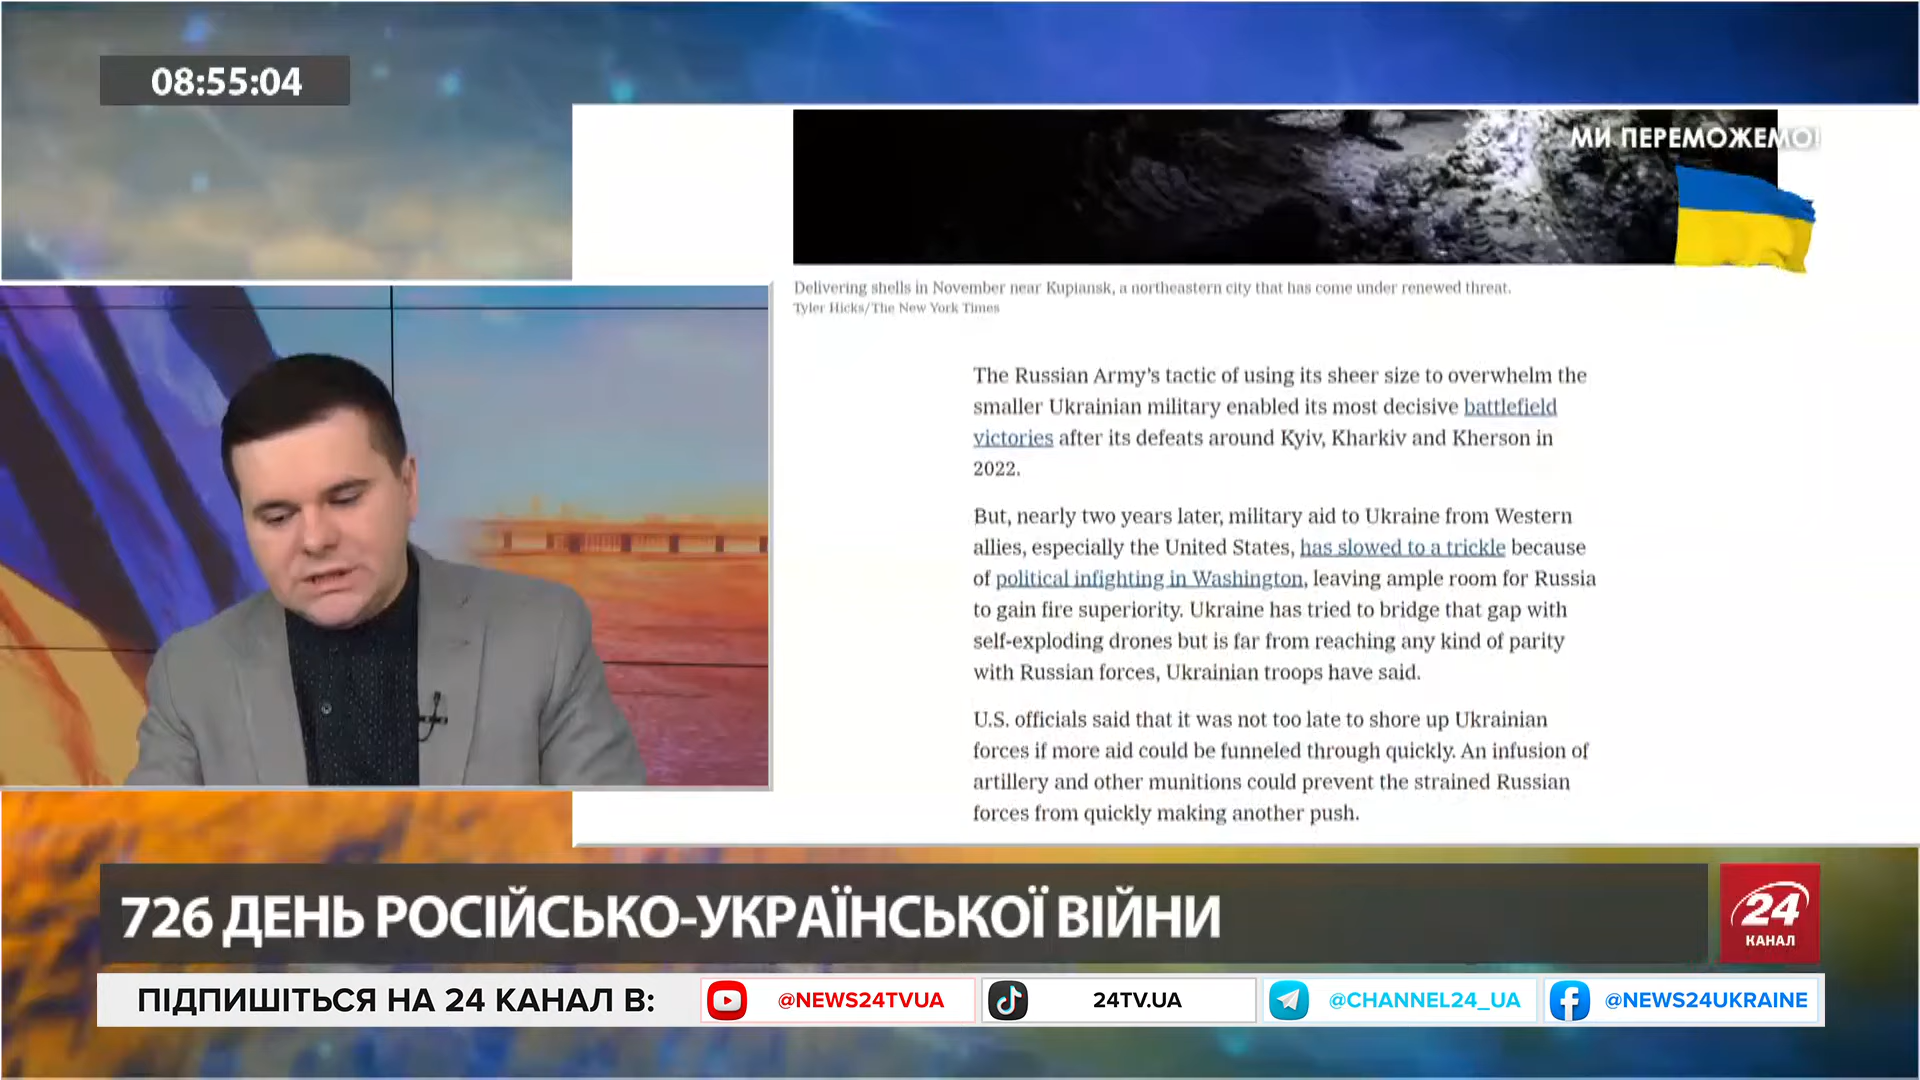 08:55:04
МИ ПЕРЕМОЖЕМО!
Delivering shells in November near Kupiansk, a northeastern city that has come under renewed threat.
Tyler Hicks/The New York Times
The Russian Army's tactic of using its sheer size to overwhelm the
smaller Ukrainian military enabled its most decisive battlefield
victories after its defeats around Kyiv, Kharkiv and Kherson in
2022.
But, nearly two years later, military aid to Ukraine from Western
allies, especially the United States, has slowed to a trickle because
of political infighting in Washington, leaving ample room for Russia
to gain fire superiority. Ukraine has tried to bridge that gap with
self-exploding drones but is far from reaching any kind of parity
with Russian forces, Ukrainian troops have said.
U.S. officials said that it was not too late to shore up Ukrainian
forces if more aid could be funneled through quickly. An infusion of
artillery and other munitions could prevent the strained Russian
forces from quickly making another push.
726 ДЕНЬ РОСІЙСЬКО-УКРАЇНСЬКОЇ ВІЙНИ
24
КАНАЛ
ПІДПИШІТЬСЯ НА 24 КАНАЛ В: @NEWS24TVUA 24TV.UA @CHANNEL24_UA @NEWS24UKRAINE